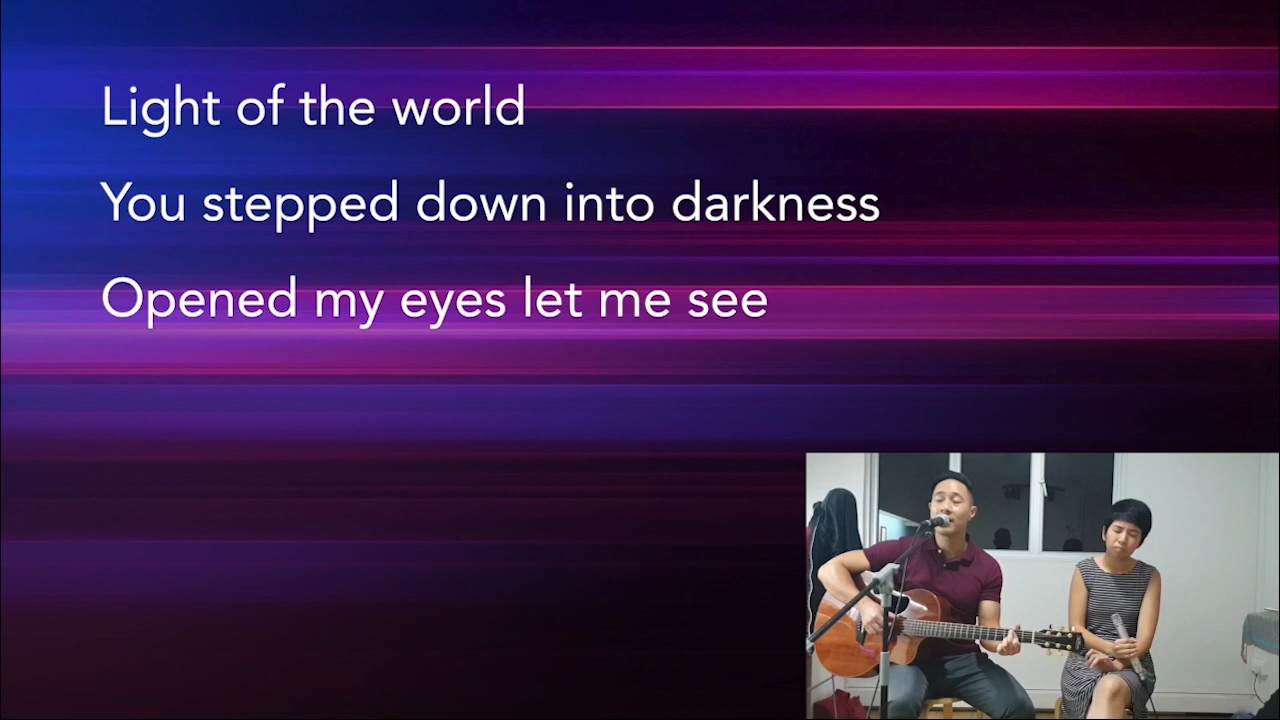 Light of the world
You stepped down into darkness
Opened my eyes let me see